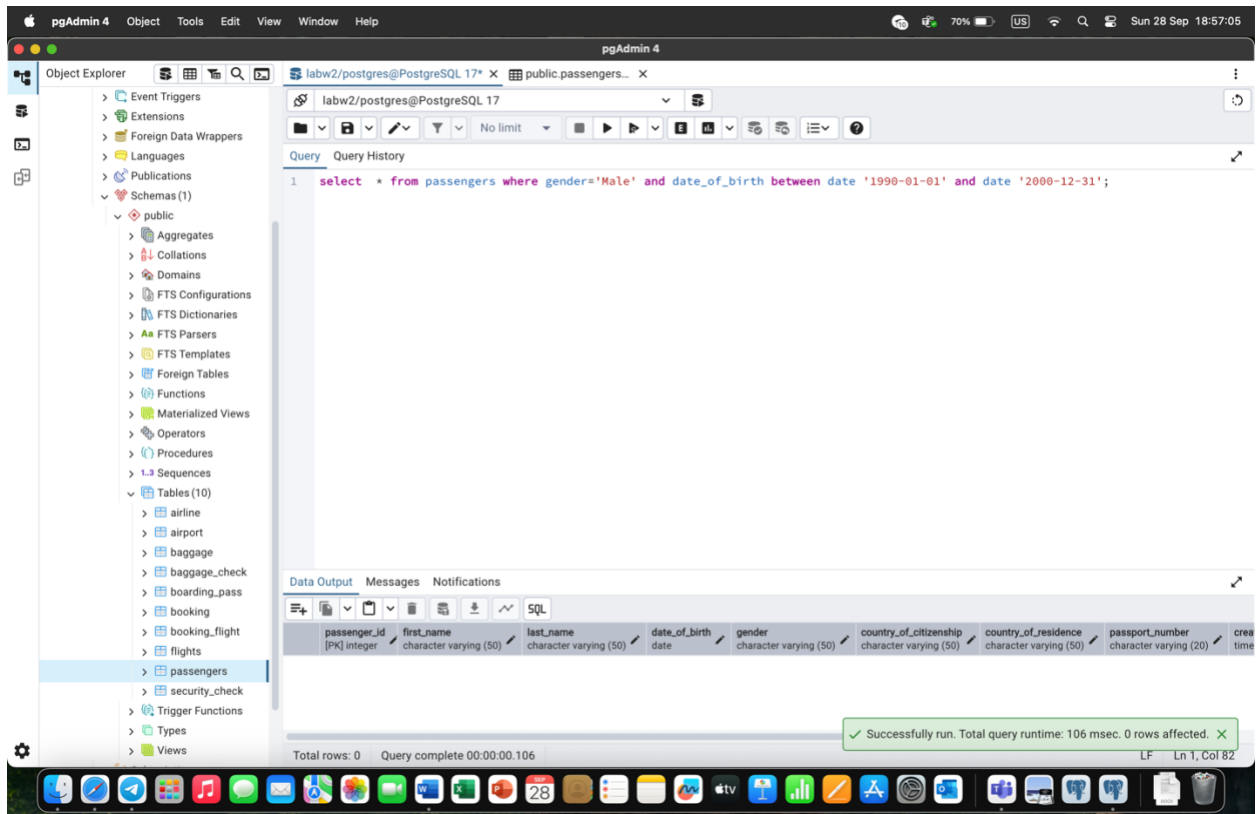 pgAdmin 4 Object Tools Edit View Window Help 70% US Sun 28 Sep 18:57:05
pgAdmin 4
Object Explorer
labw2/postgres@PostgreSQL 17* public.passengers...
Event Triggers
Extensions
Foreign Data Wrappers
Languages
Publications
Schemas (1)
public
Aggregates
Collations
Domains
FTS Configurations
FTS Dictionaries
Aa FTS Parsers
FTS Templates
Foreign Tables
Functions
Materialized Views
Operators
Procedures
1..3 Sequences
Tables (10)
airline
airport
baggage
baggage_check
boarding_pass
booking
booking_flight
flights
passengers
security_check
Trigger Functions
Types
Views
labw2/postgres@PostgreSQL 17
No limit
Query Query History
1 select * from passengers where gender='Male' and date_of_birth between date '1990-01-01' and date '2000-12-31';
Data Output Messages Notifications
SQL
passenger_id first_name last_name date_of_birth gender country_of_citizenship country_of_residence passport_number crea
[PK] integer character varying (50) character varying (50) date character varying (50) character varying (50) character varying (50) character varying (20) time
Successfully run. Total query runtime: 106 msec. 0 rows affected.
Total rows: 0 Query complete 00:00:00.106 LF Ln 1, Col 82
SEP
28
tv